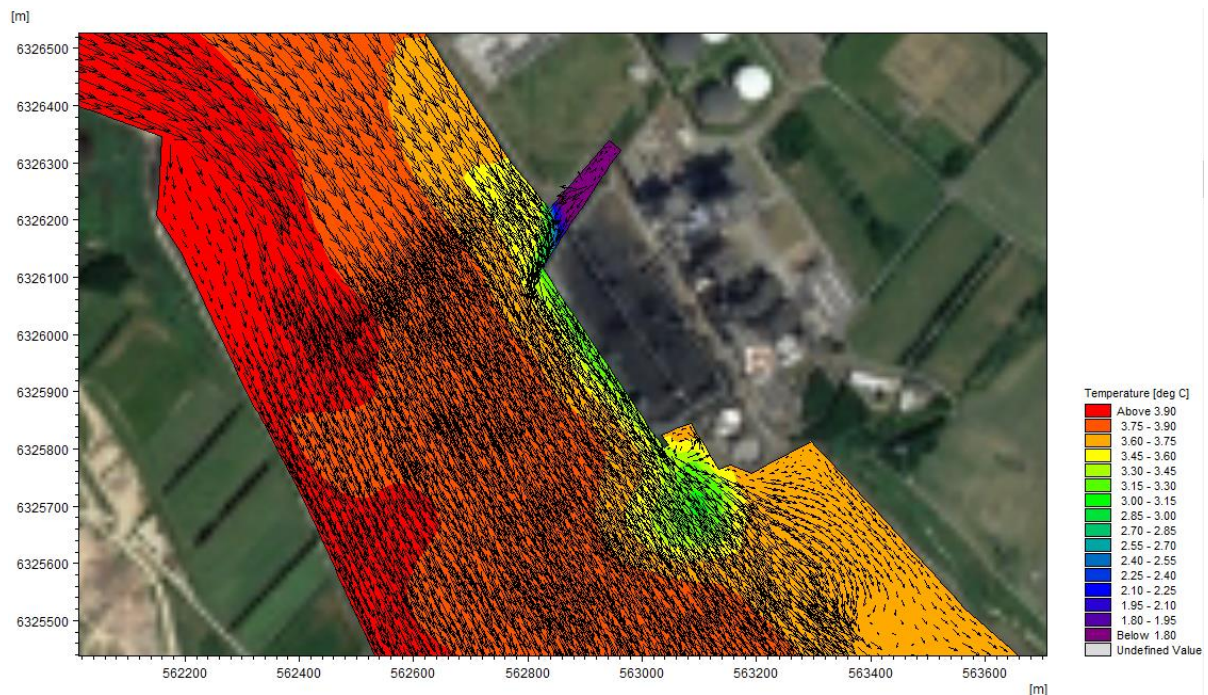 [m]
6326500
6326400
6326300
6326200
6326100
6326000
6325900
6325800
6325700
6325600
6325500
562200
562400
562600
562800
563000
563200
563400
563600
[m]
Temperature [deg C]
Above 3.90
3.75 - 3.90
3.60 - 3.75
3.45 - 3.60
3.30 - 3.45
3.15 - 3.30
3.00 - 3.15
2.85 - 3.00
2.70 - 2.85
2.55 - 2.70
2.40 - 2.55
2.25 - 2.40
2.10 - 2.25
1.95 - 2.10
1.80 - 1.95
Below 1.80
Undefined Value